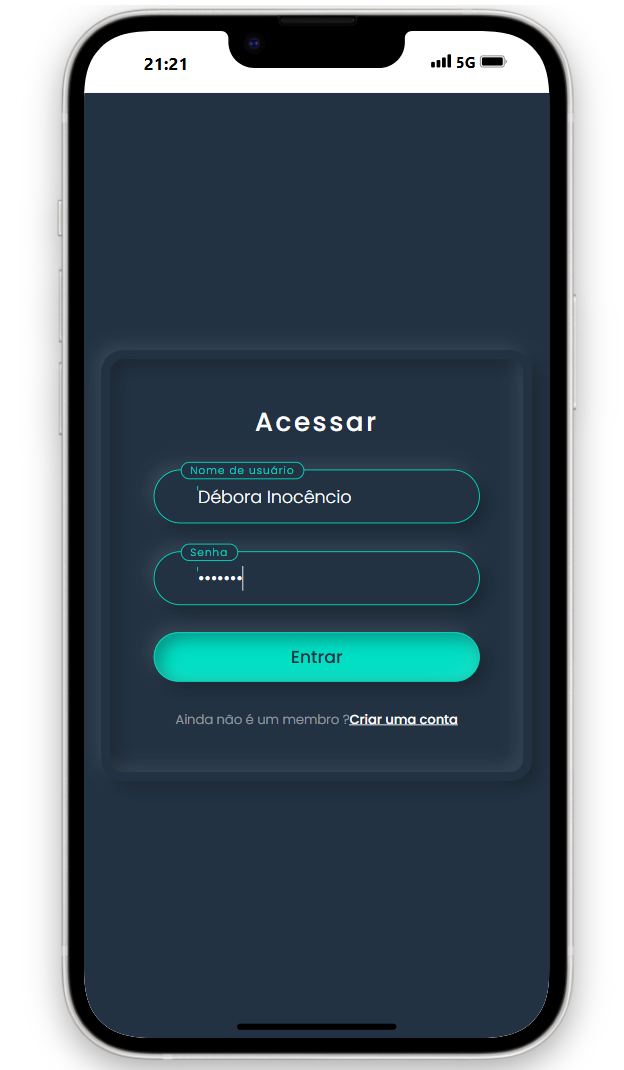 21:21 5G
Acessar
Nome de usuário
Débora Inocêncio
Senha
•••••••
Entrar
Ainda não é um membro ?Criar uma conta